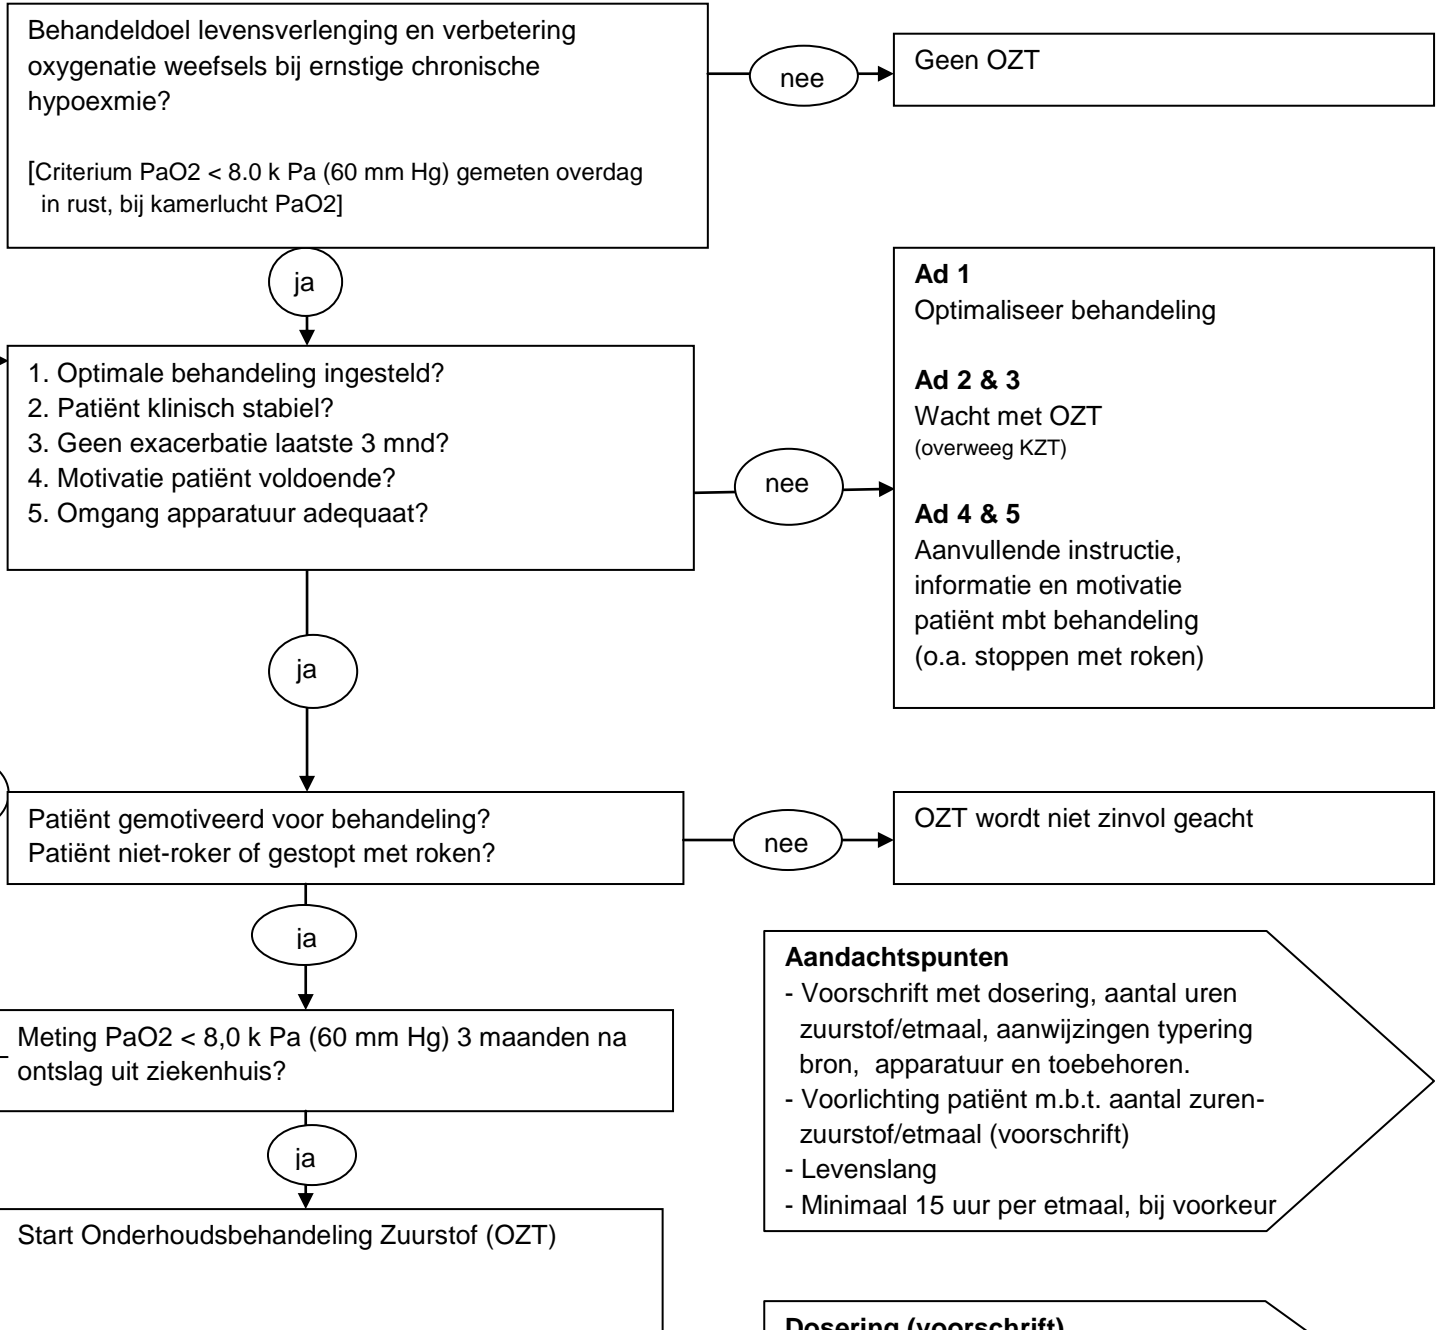 Behandeldoel levensverlenging en verbetering
oxygenatie weefsels bij ernstige chronische
hypoexmie?
[Criterium PaO2 < 8.0 k Pa (60 mm Hg) gemeten overdag
in rust, bij kamerlucht PaO2]
nee
Geen OZT
ja
1. Optimale behandeling ingesteld?
2. Patiënt klinisch stabiel?
3. Geen exacerbatie laatste 3 mnd?
4. Motivatie patiënt voldoende?
5. Omgang apparatuur adequaat?
nee
Ad 1
Optimaliseer behandeling
Ad 2 & 3
Wacht met OZT
(overweeg KZT)
Ad 4 & 5
Aanvullende instructie,
informatie en motivatie
patiënt mbt behandeling
(o.a. stoppen met roken)
ja
Patiënt gemotiveerd voor behandeling?
Patiënt niet-roker of gestopt met roken?
nee
OZT wordt niet zinvol geacht
ja
Meting PaO2 < 8,0 k Pa (60 mm Hg) 3 maanden na
ontslag uit ziekenhuis?
ja
Start Onderhoudsbehandeling Zuurstof (OZT)
Aandachtspunten
- Voorschrift met dosering, aantal uren
zuurstof/etmaal, aanwijzingen typering
bron, apparatuur en toebehoren.
- Voorlichting patiënt m.b.t. aantal zuren-
zuurstof/etmaal (voorschrift)
- Levenslang
- Minimaal 15 uur per etmaal, bij voorkeur
Dosering (voorschrift)